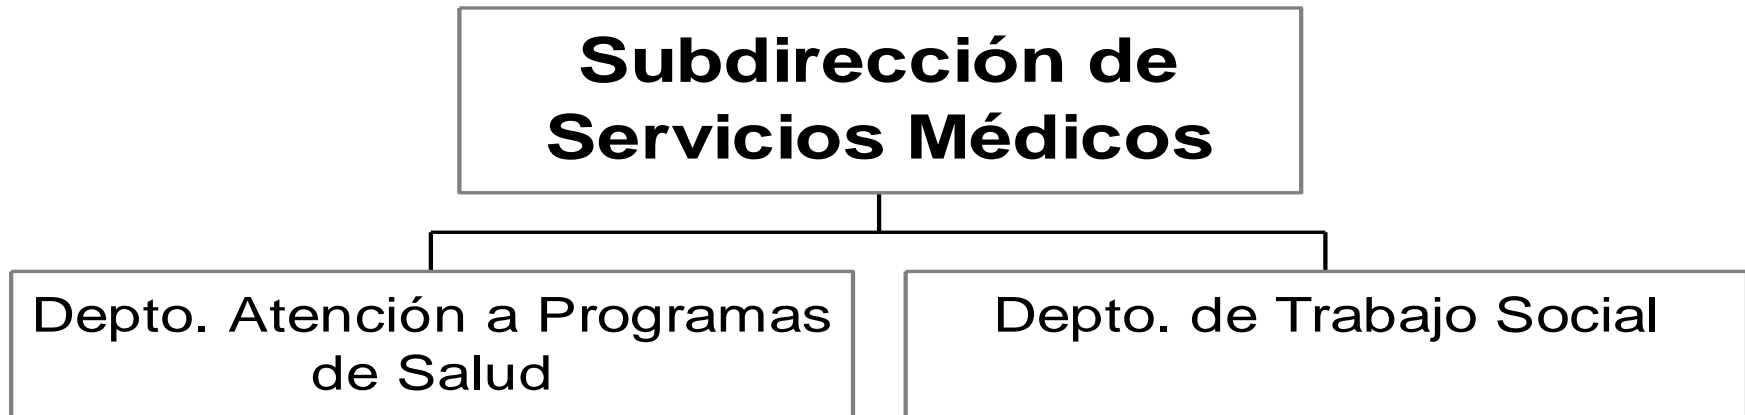 Subdirección de
Servicios Médicos
Depto. Atención a Programas
de Salud
Depto. de Trabajo Social